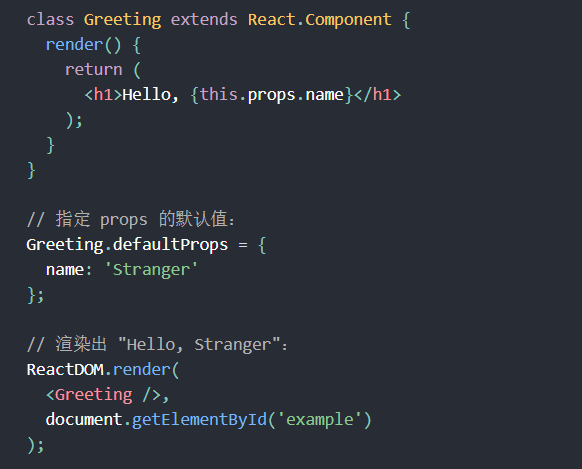 class Greeting extends React.Component {
  render() {
    return (
      <h1>Hello, {this.props.name}</h1>
    );
  }
}

// 指定 props 的默认值：
Greeting.defaultProps = {
  name: 'Stranger'
};

// 渲染出 "Hello, Stranger"：
ReactDOM.render(
  <Greeting />,
  document.getElementById('example')
);